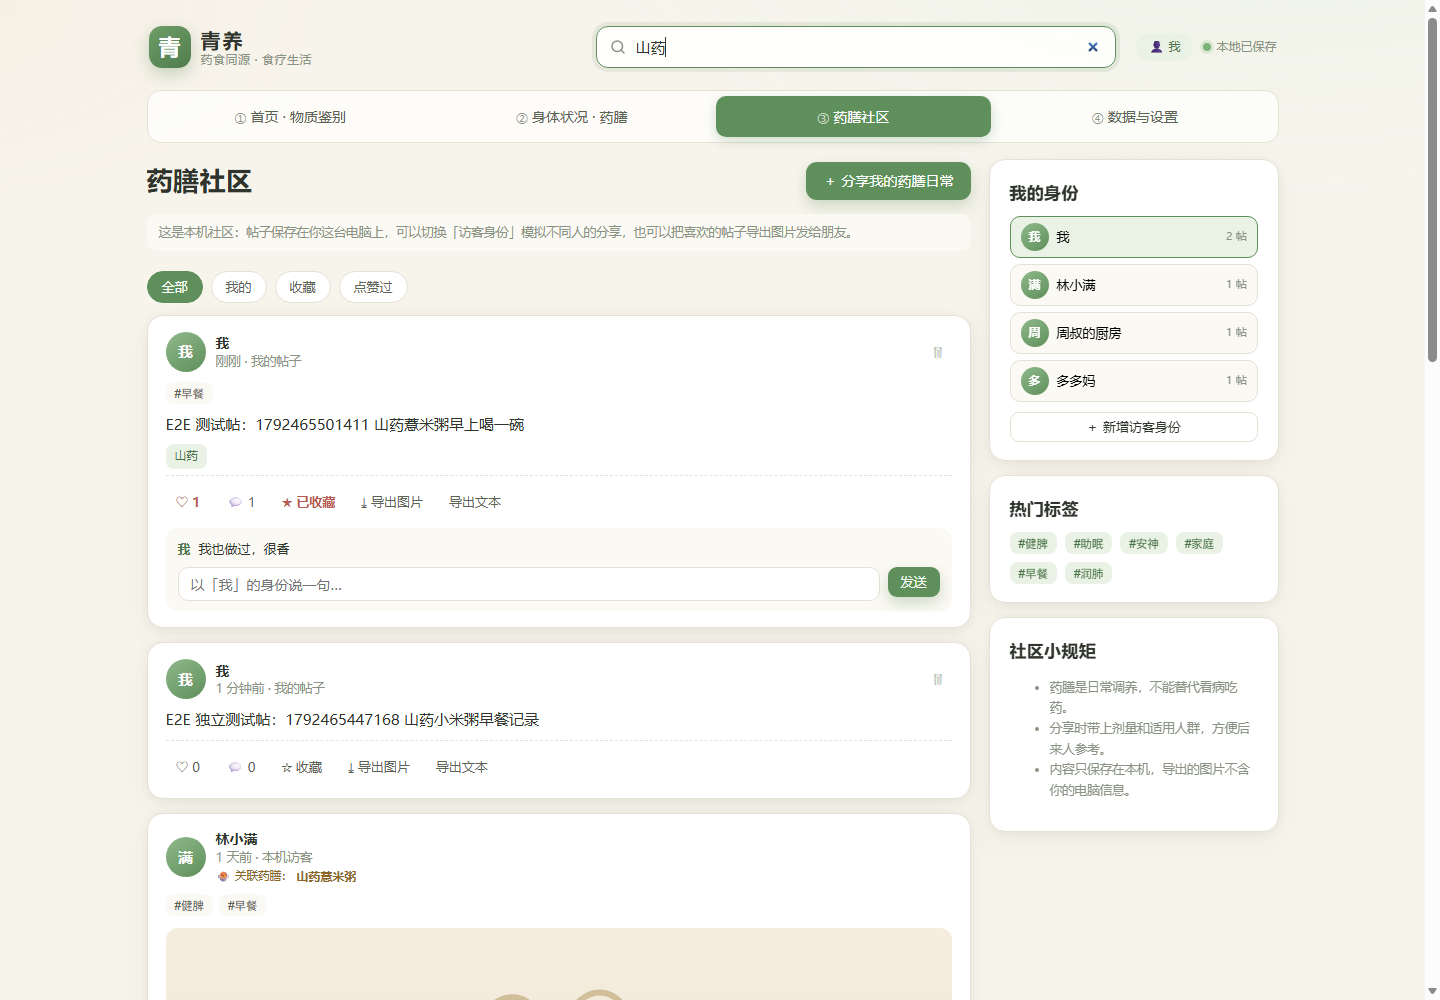 青
青养
药食同源 · 食疗生活
山药
我
本地已保存
① 首页 · 物质鉴别
② 身体状况 · 药膳
③ 药膳社区
④ 数据与设置
药膳社区
+ 分享我的药膳日常
这是本机社区：帖子保存在你这台电脑上，可以切换「访客身份」模拟不同人的分享，也可以把喜欢的帖子导出图片发给朋友。
全部
我的
收藏
点赞过
我
我
刚刚 · 我的帖子
#早餐
E2E 测试帖：1792465501411 山药薏米粥早上喝一碗
山药
♡ 1
1
★ 已收藏
↓ 导出图片
导出文本
我 我也做过，很香
以「我」的身份说一句...
发送
我
我
1 分钟前 · 我的帖子
E2E 独立测试帖：1792465447168 山药小米粥早餐记录
♡ 0
0
☆ 收藏
↓ 导出图片
导出文本
满
林小满
1 天前 · 本机访客
关联药膳： 山药薏米粥
#健脾
#早餐
我的身份
我 我 2 帖
满 林小满 1 帖
周 周叔的厨房 1 帖
多 多多妈 1 帖
+ 新增访客身份
热门标签
#健脾 #助眠 #安神 #家庭
#早餐 #润肺
社区小规矩
• 药膳是日常调养，不能替代看病吃
药。
• 分享时带上剂量和适用人群，方便后
来人参考。
• 内容只保存在本机，导出的图片不含
你的电脑信息。